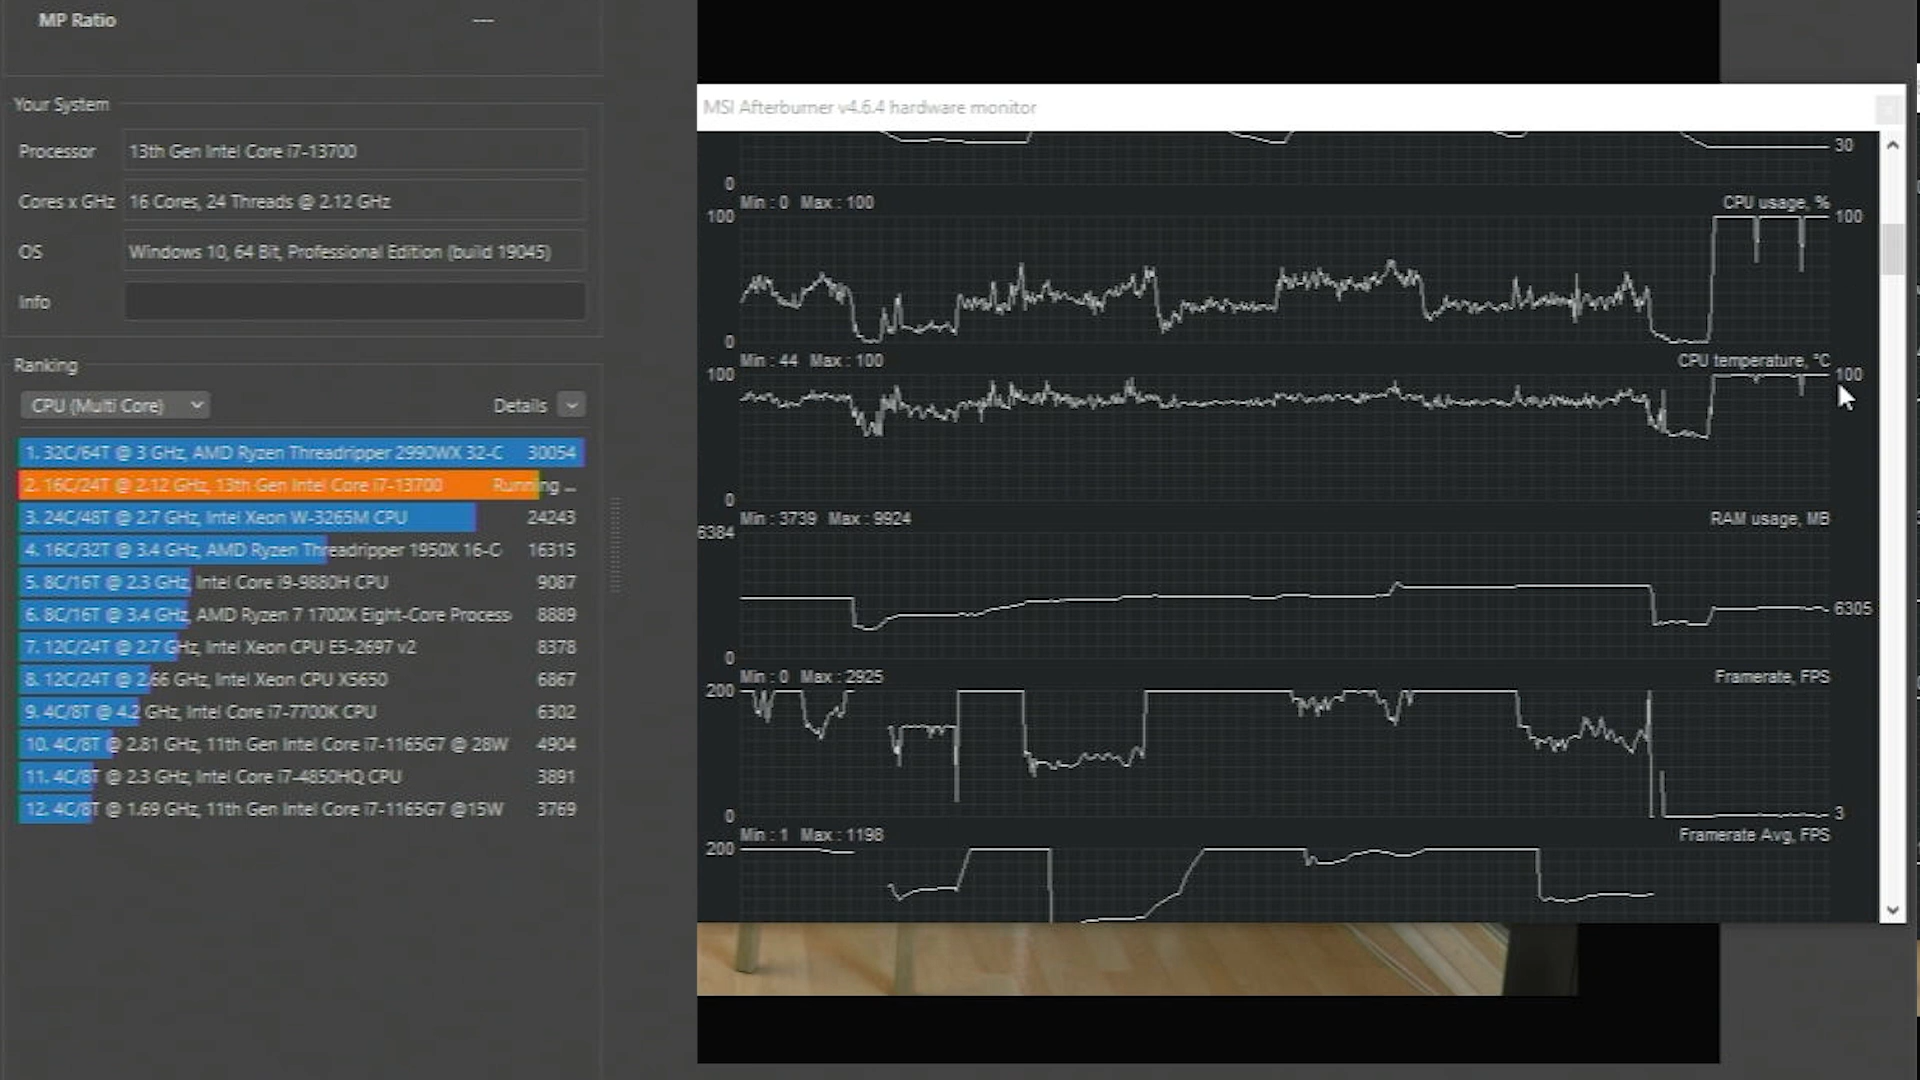 MP Ratio ---
Your System
Processor 13th Gen Intel Core i7-13700
Cores x GHz 16 Cores, 24 Threads @ 2.12 GHz
OS Windows 10, 64 Bit, Professional Edition (build 19045)
Info
Ranking
CPU (Multi Core) Details
1. 32C/64T @ 3 GHz, AMD Ryzen Threadripper 2990WX 32-C 30054
2. 16C/24T @ 2.12 GHz, 13th Gen Intel Core i7-13700 Running ...
3. 24C/48T @ 2.7 GHz, Intel Xeon W-3265M CPU 24243
4. 16C/32T @ 3.4 GHz, AMD Ryzen Threadripper 1950X 16-C 16315
5. 8C/16T @ 2.3 GHz, Intel Core i9-9880H CPU 9087
6. 8C/16T @ 3.4 GHz, AMD Ryzen 7 1700X Eight-Core Process 8889
7. 12C/24T @ 2.7 GHz, Intel Xeon CPU E5-2697 v2 8378
8. 12C/24T @ 2.66 GHz, Intel Xeon CPU X5650 6867
9. 4C/8T @ 4.2 GHz, Intel Core i7-7700K CPU 6302
10. 4C/8T @ 2.81 GHz, 11th Gen Intel Core i7-1165G7 @ 28W 4904
11. 4C/8T @ 2.3 GHz, Intel Core i7-4850HQ CPU 3891
12. 4C/8T @ 1.69 GHz, 11th Gen Intel Core i7-1165G7 @15W 3769
MSI Afterburner v4.6.4 hardware monitor
30
0
Min : 0 Max : 100 CPU usage, %
100 100
0
Min : 44 Max : 100 CPU temperature, °C
100 100
0
Min : 3739 Max : 9924 RAM usage, MB
6384
6305
0
Min : 0 Max : 2925 Framerate, FPS
200
0 3
Min : 1 Max : 1198 Framerate Avg, FPS
200